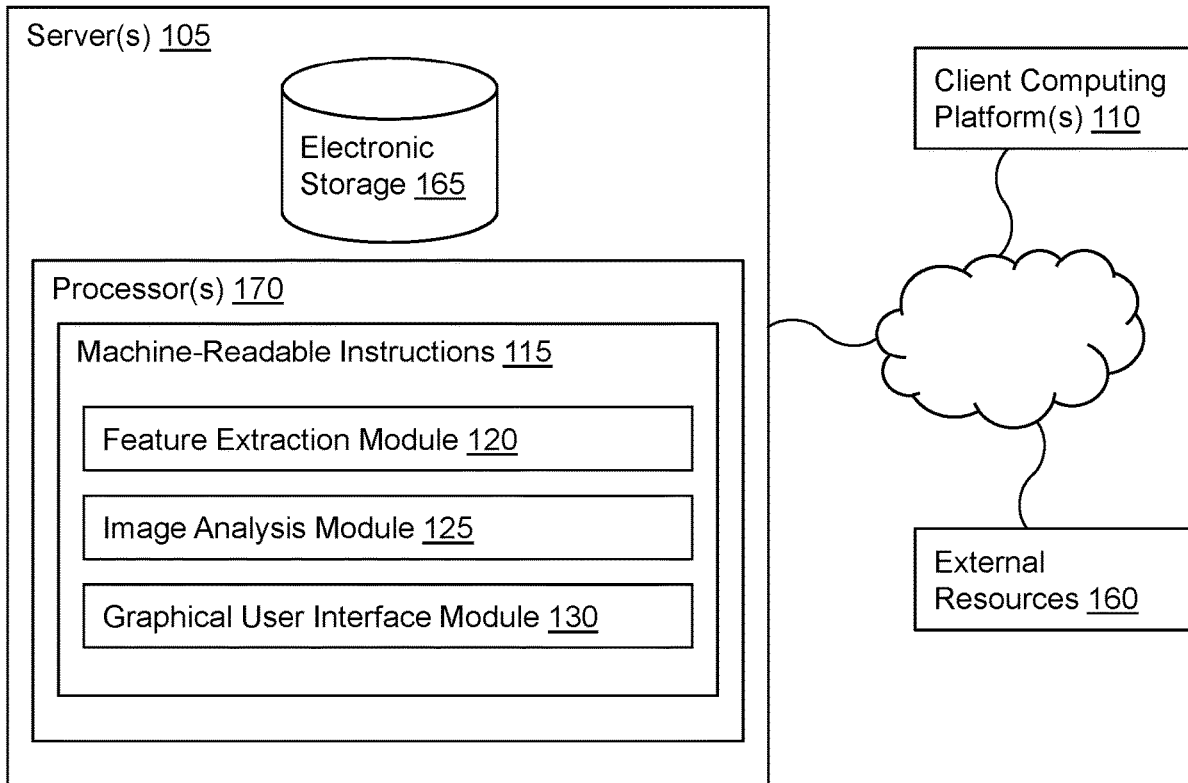 Server(s) 105
Electronic
Storage 165
Processor(s) 170
Machine-Readable Instructions 115
Feature Extraction Module 120
Image Analysis Module 125
Graphical User Interface Module 130
Client Computing
Platform(s) 110
External
Resources 160